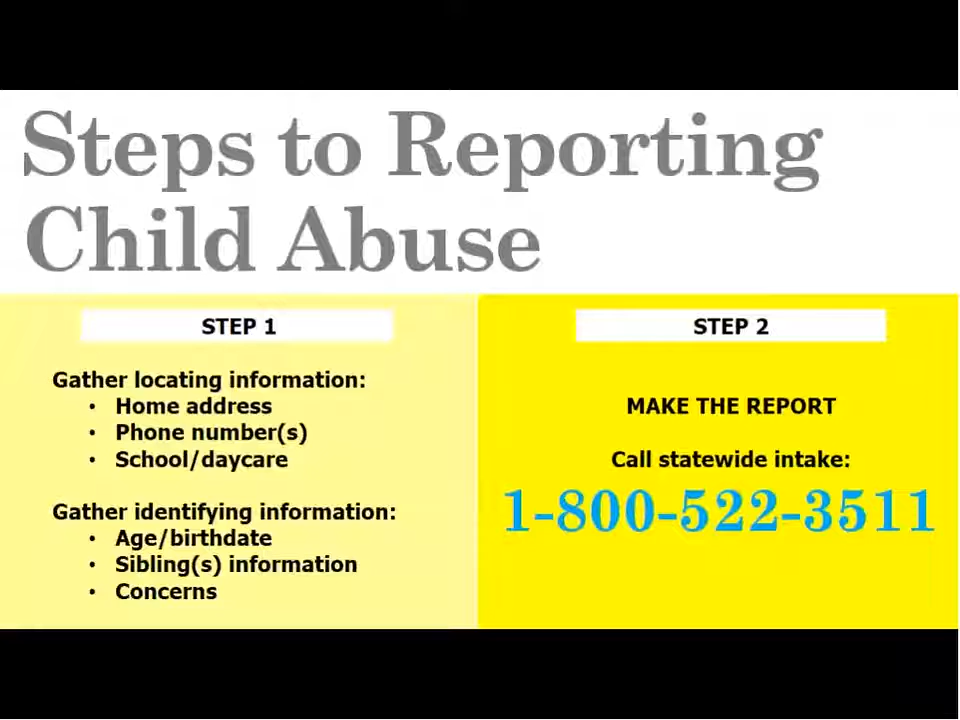 Steps to Reporting
Child Abuse
STEP 1
Gather locating information:
• Home address
• Phone number(s)
• School/daycare
Gather identifying information:
• Age/birthdate
• Sibling(s) information
• Concerns
STEP 2
MAKE THE REPORT
Call statewide intake:
1-800-522-3511